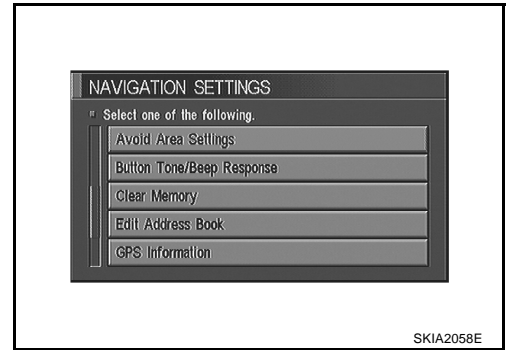 NAVIGATION SETTINGS
Select one of the following.
Avoid Area Settings
Button Tone/Beep Response
Clear Memory
Edit Address Book
GPS Information
SKIA2058E